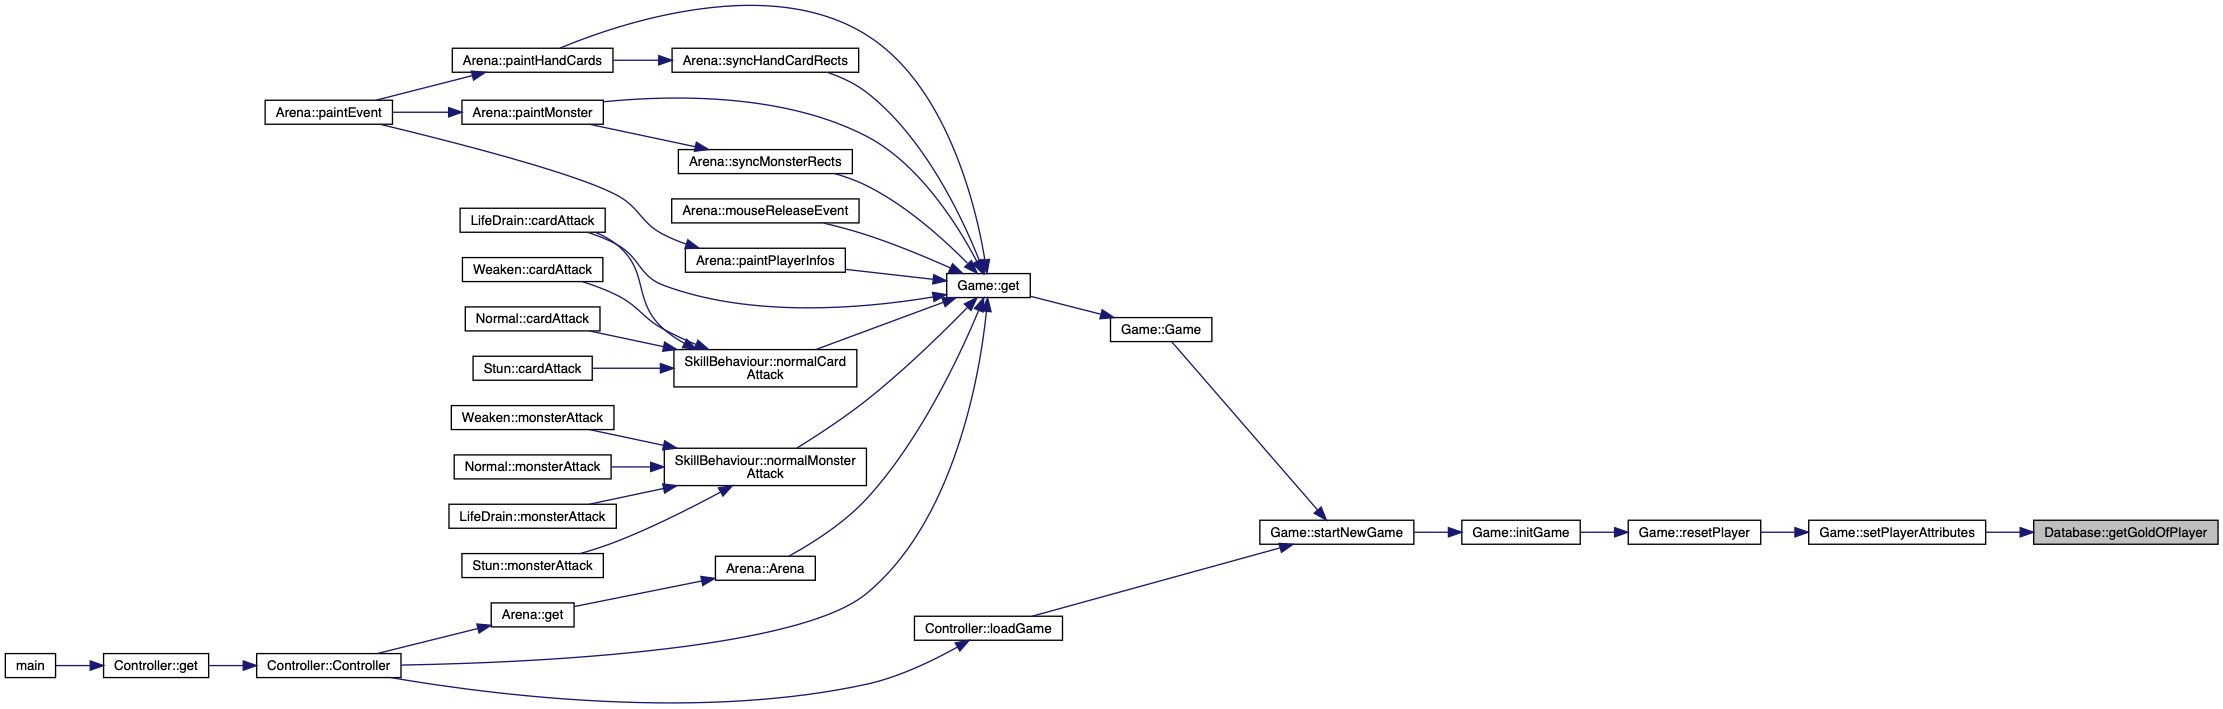 Arena::paintHandCards
Arena::syncHandCardRects
Arena::paintEvent
Arena::paintMonster
Arena::syncMonsterRects
Arena::mouseReleaseEvent
LifeDrain::cardAttack
Arena::paintPlayerInfos
Weaken::cardAttack
Game::get
Normal::cardAttack
Game::Game
Stun::cardAttack
SkillBehaviour::normalCard
Attack
Weaken::monsterAttack
Normal::monsterAttack
SkillBehaviour::normalMonster
Attack
LifeDrain::monsterAttack
Game::startNewGame
Game::initGame
Game::resetPlayer
Game::setPlayerAttributes
Database::getGoldOfPlayer
Stun::monsterAttack
Arena::Arena
Arena::get
Controller::loadGame
main
Controller::get
Controller::Controller